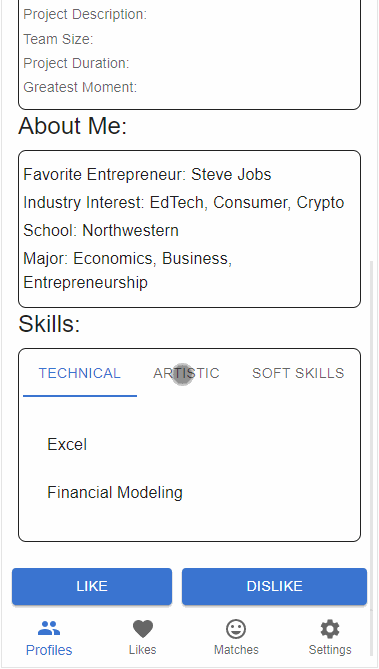 Project Description:
Team Size:
Project Duration:
Greatest Moment:
About Me:
Favorite Entrepreneur: Steve Jobs
Industry Interest: EdTech, Consumer, Crypto
School: Northwestern
Major: Economics, Business,
Entrepreneurship
Skills:
TECHNICAL ARTISTIC SOFT SKILLS
Excel
Financial Modeling
LIKE DISLIKE
Profiles Likes Matches Settings